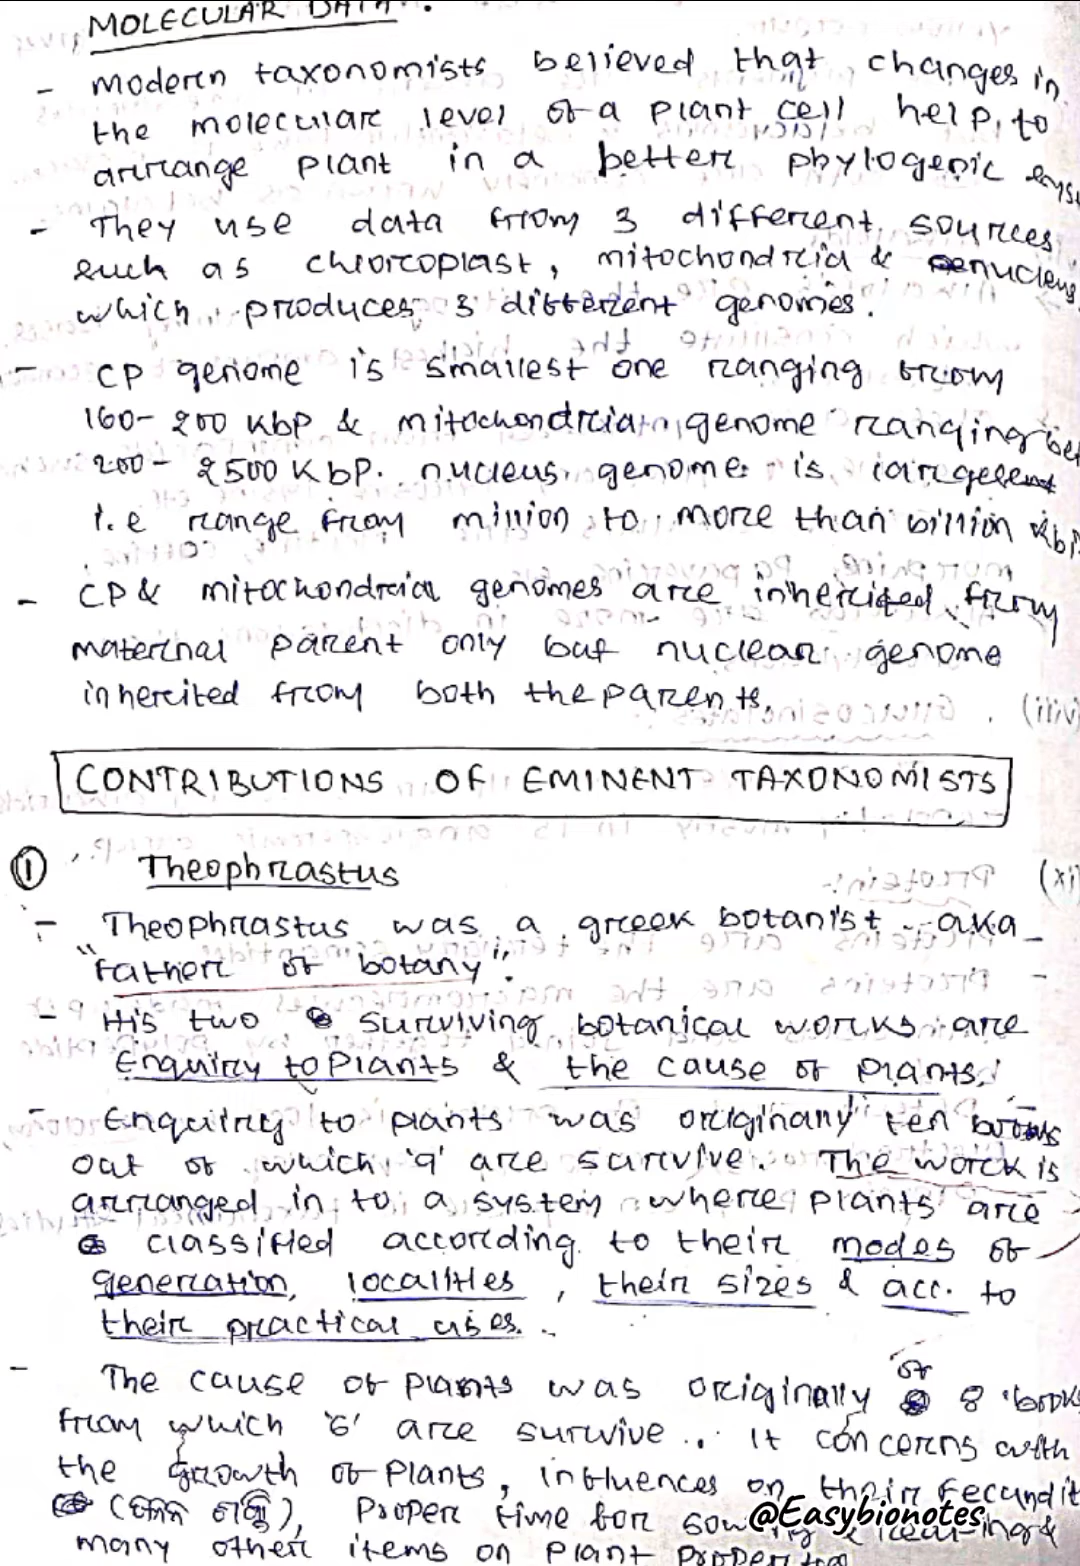 MOLECULAR DATA.
- Modern taxonomists believed that changes in
the molecular level of a plant cell help to
arrange plant in a better phylogenic syst
- They use data from 3 different sources
such as chloroplast, mitochondria & nucleus
which produces 3 different genomes.
- CP genome is smallest one ranging from
160-200 Kbp & mitochondrial genome ranging bet
200-2500 Kbp. nucleus genome is largest
i.e range from million to more than billion kbp
- CP & mitochondrial genomes are inherited from
maternal parent only but nuclear genome
inherited from both the parents.
CONTRIBUTIONS OF EMINENT TAXONOMISTS
① Theophrastus
- Theophrastus was a greek botanist - aka
"Father of botany".
- His two surviving botanical works are
Enquiry to Plants & the cause of plants.
- Enquiry to plants was originally ten books
out of which '9' are survive. The work is
arranged in to a system where plants are
classified according to their modes of
generation, localities, their sizes & acc. to
their practical uses.
- The cause of plants was originally of 8 books
from which '6' are survive.. It concerns with
the growth of plants, influences on their fecundit
( ), Proper time for sowing & reaping &
many other items on plant
@Easybionotes